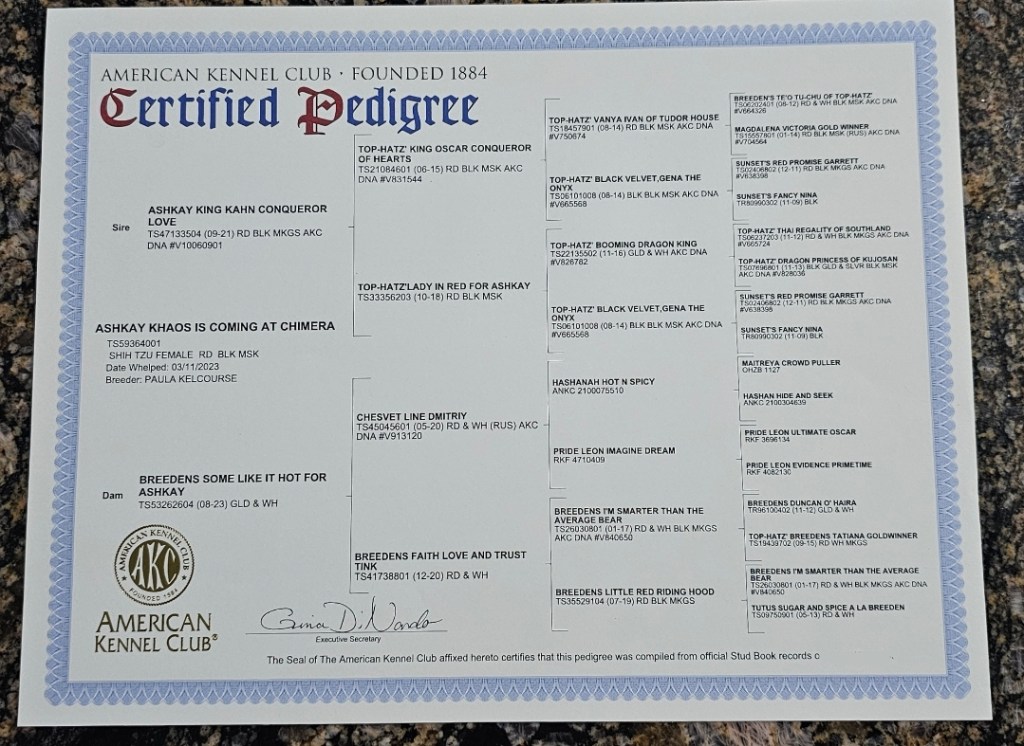 AMERICAN KENNEL CLUB · FOUNDED 1884
Certified Pedigree
Sire
ASHKAY KING KAHN CONQUEROR
LOVE
TS47133504 (09-21) RD BLK MKGS AKC
DNA #V10060901
ASHKAY KHAOS IS COMING AT CHIMERA
TS59364001
SHIH TZU FEMALE RD BLK MSK
Date Whelped: 03/11/2023
Breeder: PAULA KELCOURSE
Dam
BREEDENS SOME LIKE IT HOT FOR
ASHKAY
TS53262604 (08-23) GLD & WH
TOP-HATZ' KING OSCAR CONQUEROR
OF HEARTS
TS21084601 (06-15) RD BLK MSK AKC
DNA #V831544
TOP-HATZ'LADY IN RED FOR ASHKAY
TS33356203 (10-18) RD BLK MSK
CHESVET LINE DMITRIY
TS45045601 (05-20) RD & WH (RUS) AKC
DNA #V913120
BREEDENS FAITH LOVE AND TRUST
TINK
TS41738801 (12-20) RD & WH
TOP-HATZ' VANYA IVAN OF TUDOR HOUSE
TS18457901 (08-14) RD BLK MSK AKC DNA
#V750674
TOP-HATZ' BLACK VELVET,GENA THE
ONYX
TS06101008 (08-14) BLK BLK MSK AKC DNA
#V665568
TOP-HATZ' BOOMING DRAGON KING
TS22135502 (11-16) GLD & WH AKC DNA
#V826782
TOP-HATZ' BLACK VELVET,GENA THE
ONYX
TS06101008 (08-14) BLK BLK MSK AKC DNA
#V665568
HASHANAH HOT N SPICY
ANKC 2100075510
PRIDE LEON IMAGINE DREAM
RKF 4710409
BREEDENS I'M SMARTER THAN THE
AVERAGE BEAR
TS26030801 (01-17) RD & WH BLK MKGS
AKC DNA #V840650
BREEDENS LITTLE RED RIDING HOOD
TS35529104 (07-19) RD BLK MKGS
BREEDEN'S TE'O TU-CHU OF TOP-HATZ'
TS06202401 (08-12) RD & WH BLK MSK AKC DNA
#V664326
MAGDALENA VICTORIA GOLD WINNER
TS15557801 (01-14) RD BLK MSK (RUS) AKC DNA
#V704564
SUNSET'S RED PROMISE GARRETT
TS02406802 (12-11) RD BLK MKGS AKC DNA
#V638398
SUNSET'S FANCY NINA
TR80990302 (11-09) BLK
TOP-HATZ' THAI REGALITY OF SOUTHLAND
TS06237203 (11-12) RD & WH BLK MKGS AKC DNA
#V665724
TOP-HATZ' DRAGON PRINCESS OF KUJOSAN
TS07896801 (11-13) BLK GLD & SLVR BLK MSK
AKC DNA #V828036
SUNSET'S RED PROMISE GARRETT
TS02406802 (12-11) RD BLK MKGS AKC DNA
#V638398
SUNSET'S FANCY NINA
TR80990302 (11-09) BLK
MAITREYA CROWD PULLER
OHZB 1127
HASHAN HIDE AND SEEK
ANKC 2100304639
PRIDE LEON ULTIMATE OSCAR
RKF 3696134
PRIDE LEON EVIDENCE PRIMETIME
RKF 4082130
BREEDENS DUNCAN O' HAIRA
TR96100402 (11-12) GLD & WH
TOP-HATZ' BREEDENS TATIANA GOLDWINNER
TS19439702 (09-15) RD WH MKGS
BREEDENS I'M SMARTER THAN THE AVERAGE
BEAR
TS26030801 (01-17) RD & WH BLK MKGS AKC DNA
#V840650
TUTUS SUGAR AND SPICE A LA BREEDEN
TS09750901 (05-13) RD & WH
AMERICAN KENNEL CLUB
AKC
FOUNDED 1884
AMERICAN
KENNEL CLUB®
Gina DiNardo
Executive Secretary
The Seal of The American Kennel Club affixed hereto certifies that this pedigree was compiled from official Stud Book records o